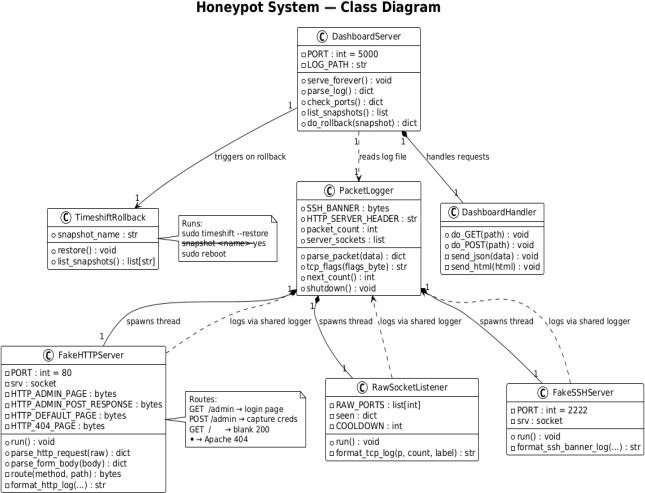 Honeypot System — Class Diagram
C DashboardServer
PORT : int = 5000
LOG_PATH : str
serve_forever() : void
parse_log() : dict
check_ports() : dict
list_snapshots() : list
do_rollback(snapshot) : dict
1
1
1
triggers on rollback
reads log file
handles requests
1
1
1
C TimeshiftRollback
snapshot_name : str
restore() : void
list_snapshots() : list[str]
Runs:
sudo timeshift --restore
snapshot <name> yes
sudo reboot
C PacketLogger
SSH_BANNER : bytes
HTTP_SERVER_HEADER : str
packet_count : int
server_sockets : list
parse_packet(data) : dict
tcp_flags(flags_byte) : str
next_count() : int
shutdown() : void
C DashboardHandler
do_GET(path) : void
do_POST(path) : void
send_json(data) : void
send_html(html) : void
1
1
1
spawns thread
logs via shared logger
spawns thread
logs via shared logger
spawns thread
logs via shared logger
1
1
1
C FakeHTTPServer
PORT : int = 80
srv : socket
HTTP_ADMIN_PAGE : bytes
HTTP_ADMIN_POST_RESPONSE : bytes
HTTP_DEFAULT_PAGE : bytes
HTTP_404_PAGE : bytes
run() : void
parse_http_request(raw) : dict
parse_form_body(body) : dict
route(method, path) : bytes
format_http_log(...) : str
Routes:
GET /admin → login page
POST /admin → capture creds
GET / → blank 200
• → Apache 404
C RawSocketListener
RAW_PORTS : list[int]
seen : dict
COOLDOWN : int
run() : void
format_tcp_log(p, count, label) : str
C FakeSSHServer
PORT : int = 2222
srv : socket
run() : void
format_ssh_banner_log(...) : str